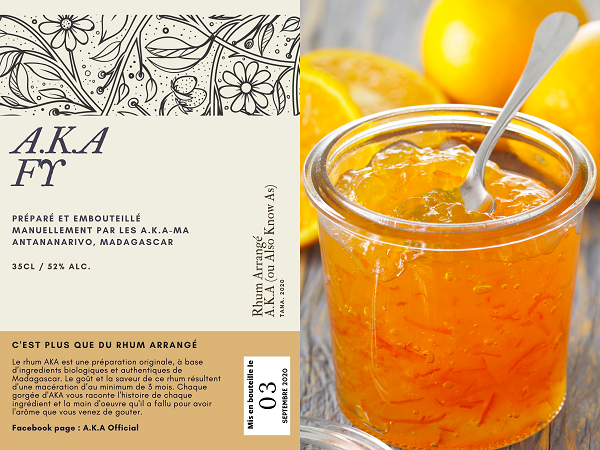 A.K.A
FY
PRÉPARÉ ET EMBOUTEILLÉ
MANUELLEMENT PAR LES A.K.A-MA
ANTANANARIVO, MADAGASCAR
35CL / 52% ALC.
Rhum Arrangé
A.K.A (ou Also Know As)
TANA. 2020
C'EST PLUS QUE DU RHUM ARRANGÉ
Le rhum AKA est une préparation originale, à base
d'ingredients biologiques et authentiques de
Madagascar. Le goût et la saveur de ce rhum résultent
d'une macération d'au minimum de 3 mois. Chaque
gorgée d'AKA vous raconte l'histoire de chaque
ingrédient et la main d'oeuvre qu'il a fallu pour avoir
l'arôme que vous venez de gouter.
Facebook page : A.K.A Official
Mis en bouteille le
03
SEPTEMBRE 2020